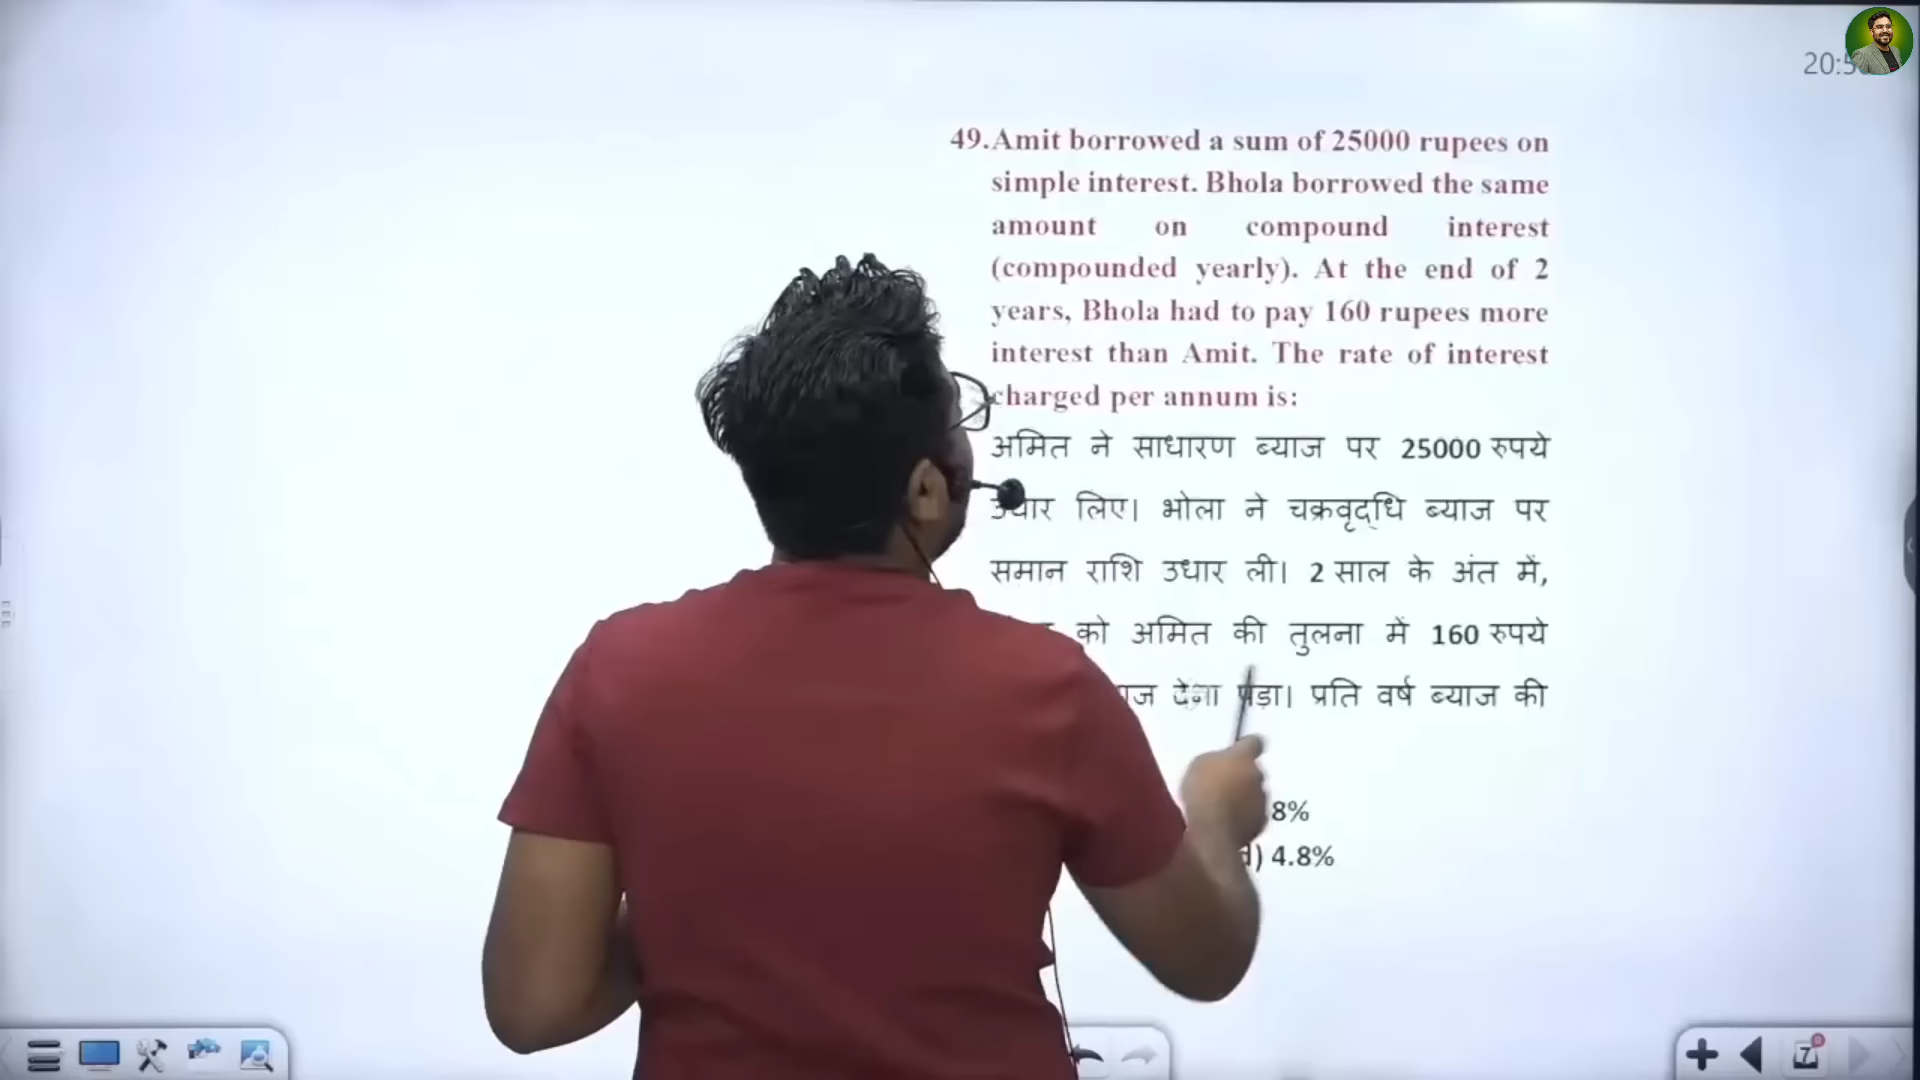 20:5
49.Amit borrowed a sum of 25000 rupees on
simple interest. Bhola borrowed the same
amount on compound interest
(compounded yearly). At the end of 2
years, Bhola had to pay 160 rupees more
interest than Amit. The rate of interest
charged per annum is:
अमित ने साधारण ब्याज पर 25000 रुपये
लिए। भोला ने चक्रवृद्धि ब्याज पर
समान राशि उधार ली। 2 साल के अंत में,
को अमित की तुलना में 160 रुपये
देना पड़ा। प्रति वर्ष ब्याज की
8%
d) 4.8%
7